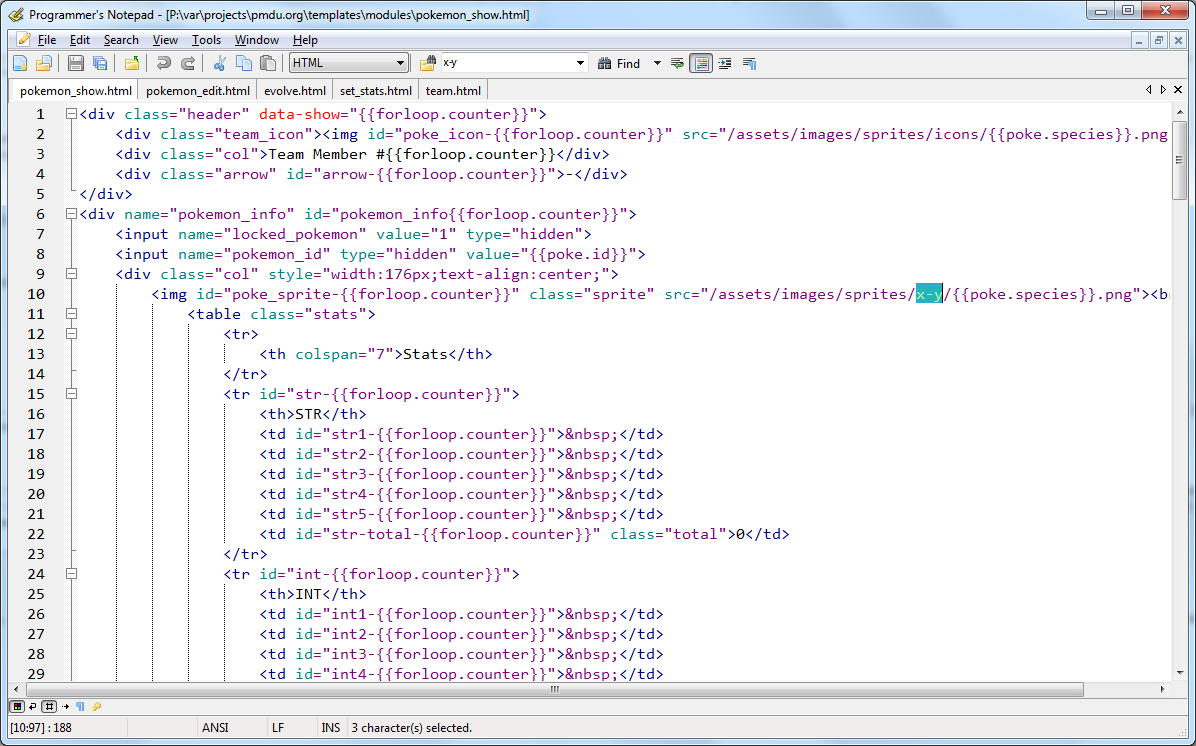 Programmer's Notepad - [P:\var\projects\pmdu.org\templates\modules\pokemon_show.html]
File Edit Search View Tools Window Help
HTML x-y Find
pokemon_show.html pokemon_edit.html evolve.html set_stats.html team.html
1 <div class="header" data-show="{{forloop.counter}}">
2 <div class="team_icon"><img id="poke_icon-{{forloop.counter}}" src="/assets/images/sprites/icons/{{poke.species}}.png
3 <div class="col">Team Member #{{forloop.counter}}</div>
4 <div class="arrow" id="arrow-{{forloop.counter}}">-</div>
5 </div>
6 <div name="pokemon_info" id="pokemon_info{{forloop.counter}}">
7 <input name="locked_pokemon" value="1" type="hidden">
8 <input name="pokemon_id" type="hidden" value="{{poke.id}}">
9 <div class="col" style="width:176px;text-align:center;">
10 <img id="poke_sprite-{{forloop.counter}}" class="sprite" src="/assets/images/sprites/x-y/{{poke.species}}.png"><b
11 <table class="stats">
12 <tr>
13 <th colspan="7">Stats</th>
14 </tr>
15 <tr id="str-{{forloop.counter}}">
16 <th>STR</th>
17 <td id="str1-{{forloop.counter}}">&nbsp;</td>
18 <td id="str2-{{forloop.counter}}">&nbsp;</td>
19 <td id="str3-{{forloop.counter}}">&nbsp;</td>
20 <td id="str4-{{forloop.counter}}">&nbsp;</td>
21 <td id="str5-{{forloop.counter}}">&nbsp;</td>
22 <td id="str-total-{{forloop.counter}}" class="total">0</td>
23 </tr>
24 <tr id="int-{{forloop.counter}}">
25 <th>INT</th>
26 <td id="int1-{{forloop.counter}}">&nbsp;</td>
27 <td id="int2-{{forloop.counter}}">&nbsp;</td>
28 <td id="int3-{{forloop.counter}}">&nbsp;</td>
29 <td id="int4-{{forloop.counter}}">&nbsp;</td>
[10:97] : 188 ANSI LF INS 3 character(s) selected.